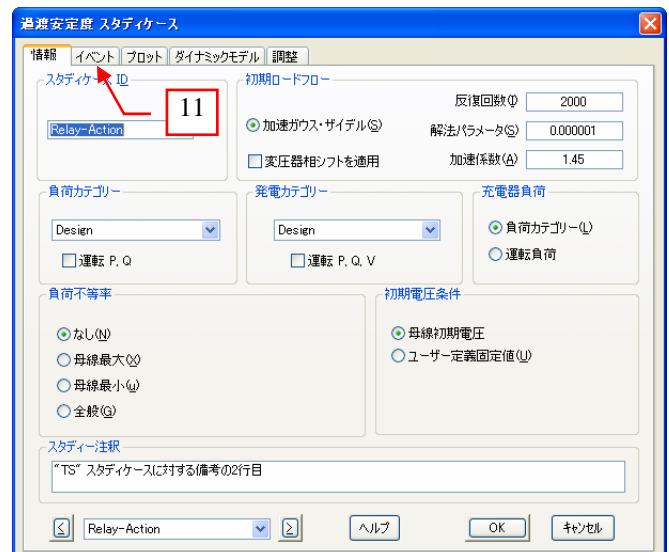 過渡安定度 スタディケース
情報 イベント プロット ダイナミックモデル 調整
スタディケース ID
11
Relay-Action
初期ロードフロー
加速ガウス・ザイデル(S)
変圧器相シフトを適用
反復回数(I) 2000
解法パラメータ(S) 0.000001
加速係数(A) 1.45
負荷カテゴリー
Design
運転 P, Q
発電カテゴリー
Design
運転 P, Q, V
充電器負荷
負荷カテゴリー(L)
運転負荷
負荷不等率
なし(N)
母線最大(X)
母線最小(u)
全般(G)
初期電圧条件
母線初期電圧
ユーザー定義固定値(U)
スタディー注釈
"TS" スタディケースに対する備考の2行目
< Relay-Action > ヘルプ OK キャンセル